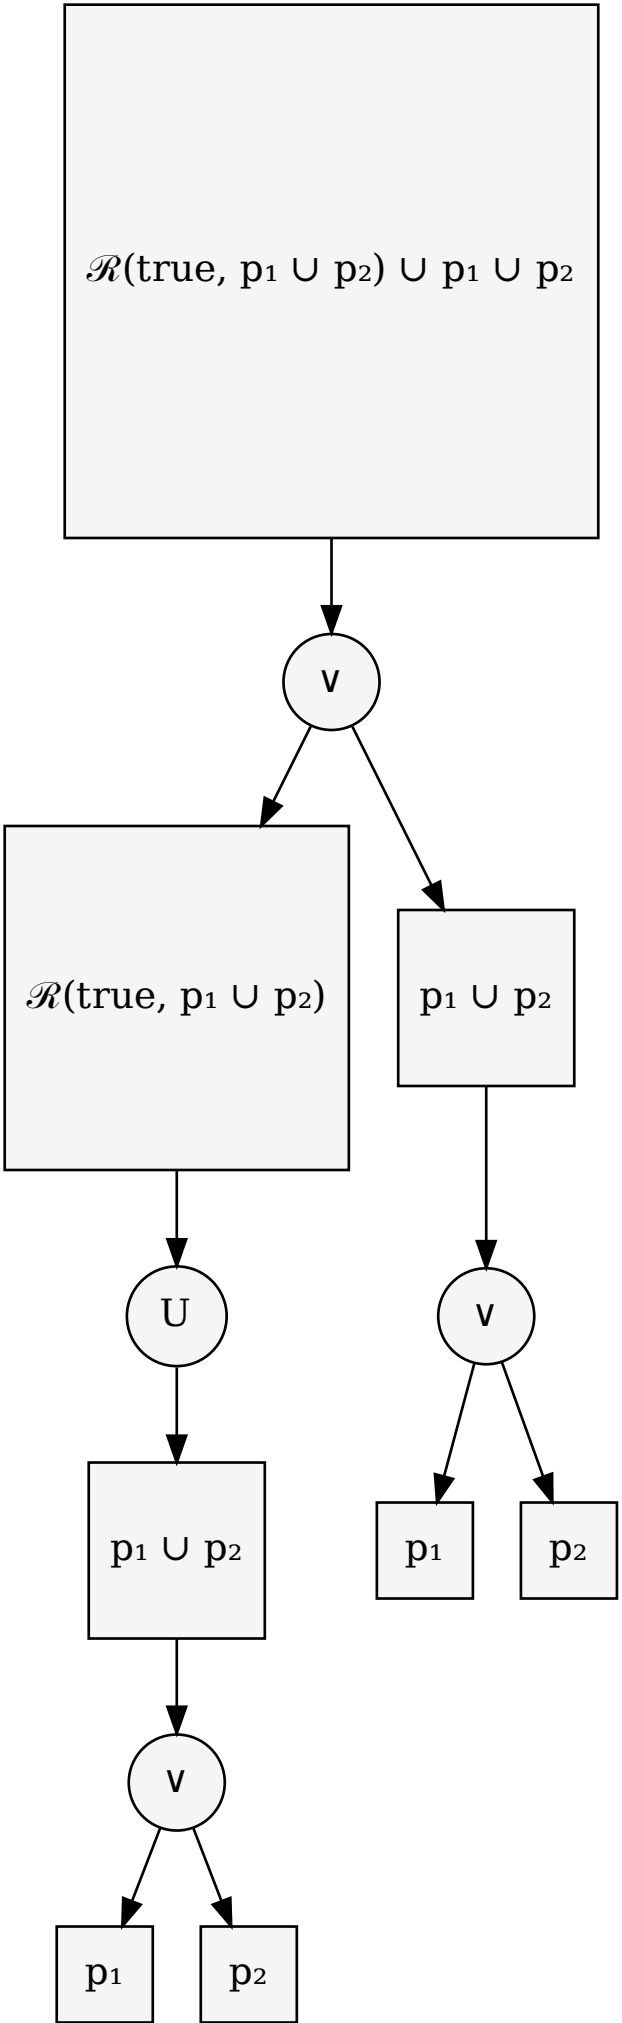 ℛ(true, p₁ ∪ p₂) ∪ p₁ ∪ p₂
∨
ℛ(true, p₁ ∪ p₂)
p₁ ∪ p₂
U
∨
p₁ ∪ p₂
p₁
p₂
∨
p₁
p₂